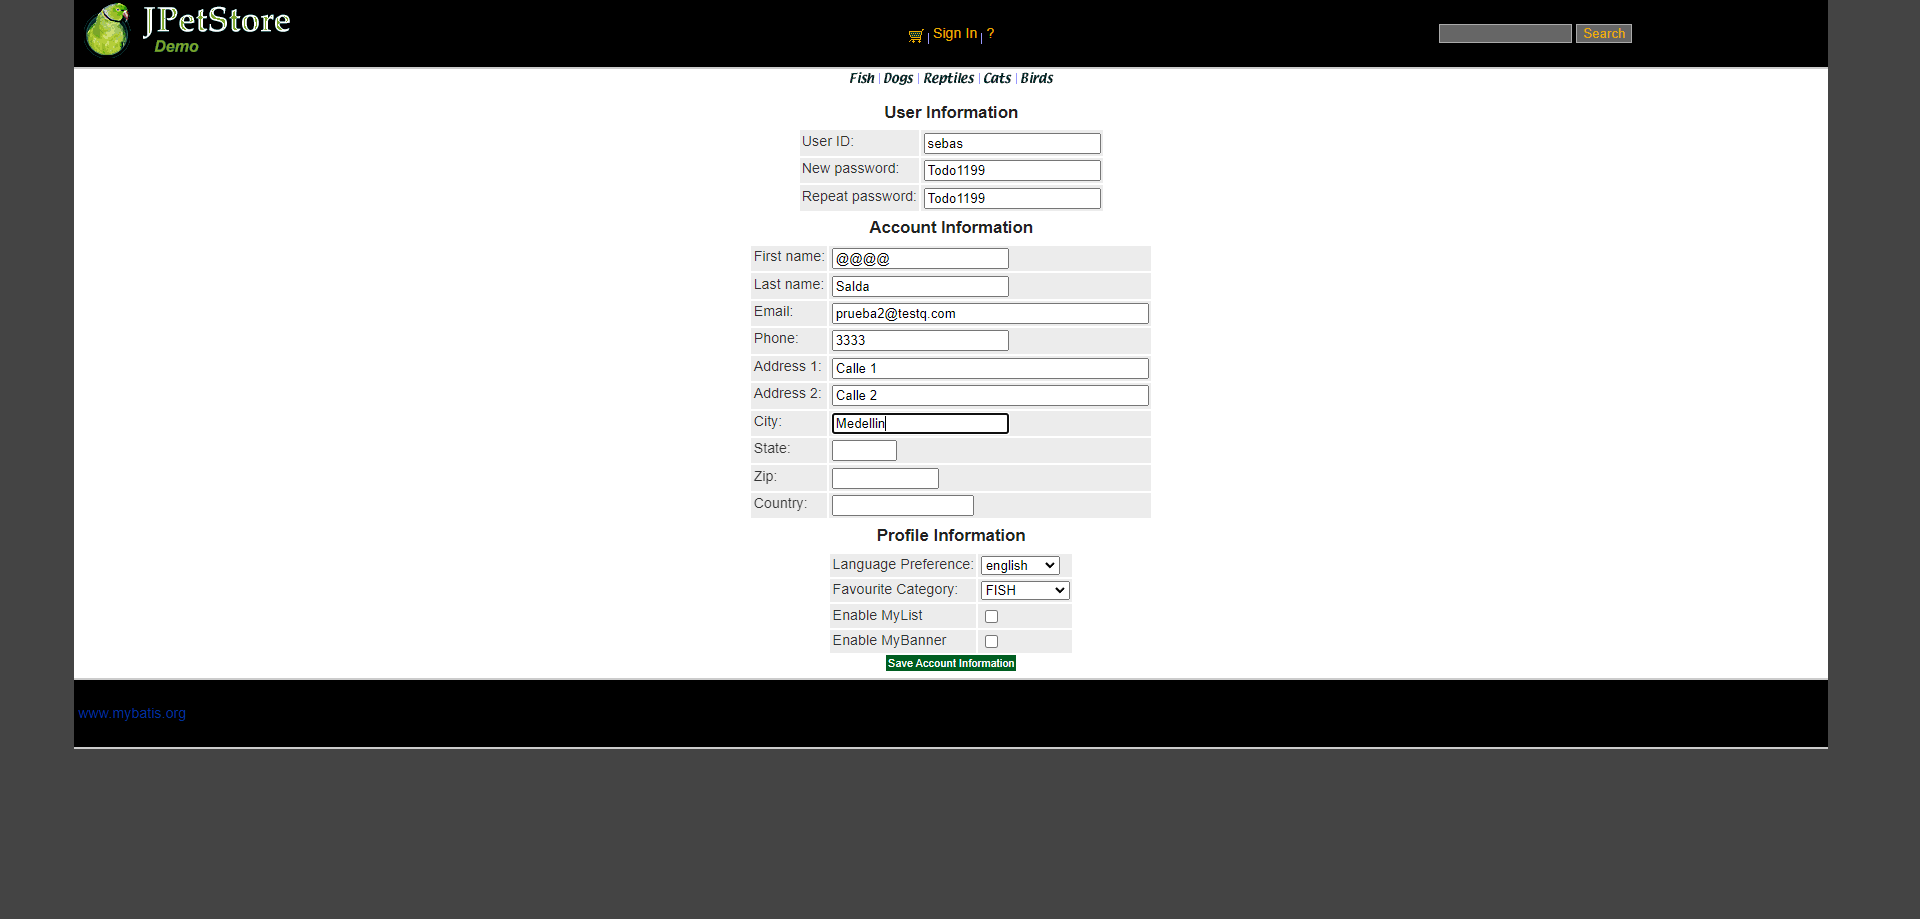 JPetStore
Demo
Sign In | ?
Search
Fish | Dogs | Reptiles | Cats | Birds
User Information
User ID: sebas
New password: Todo1199
Repeat password: Todo1199
Account Information
First name: @@@@
Last name: Salda
Email: prueba2@testq.com
Phone: 3333
Address 1: Calle 1
Address 2: Calle 2
City: Medellin
State:
Zip:
Country:
Profile Information
Language Preference: english
Favourite Category: FISH
Enable MyList
Enable MyBanner
Save Account Information
www.mybatis.org